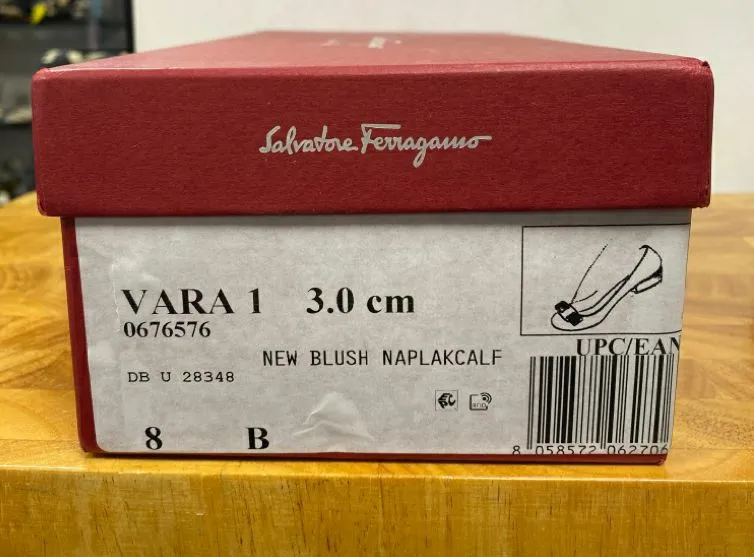 Salvatore Ferragamo
VARA 1 3.0 cm
0676576
UPC/EAN
NEW BLUSH NAPLAKCALF
DB U 28348
8 B
8 058572 062706